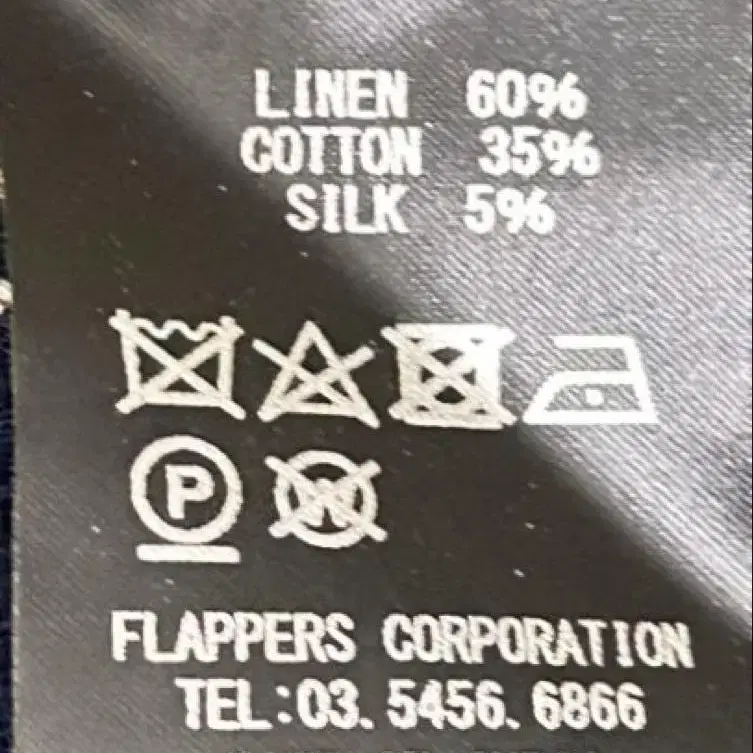 LINEN 60%
COTTON 35%
SILK 5%
P W
FLAPPERS CORPORATION
TEL:03. 5456. 6866